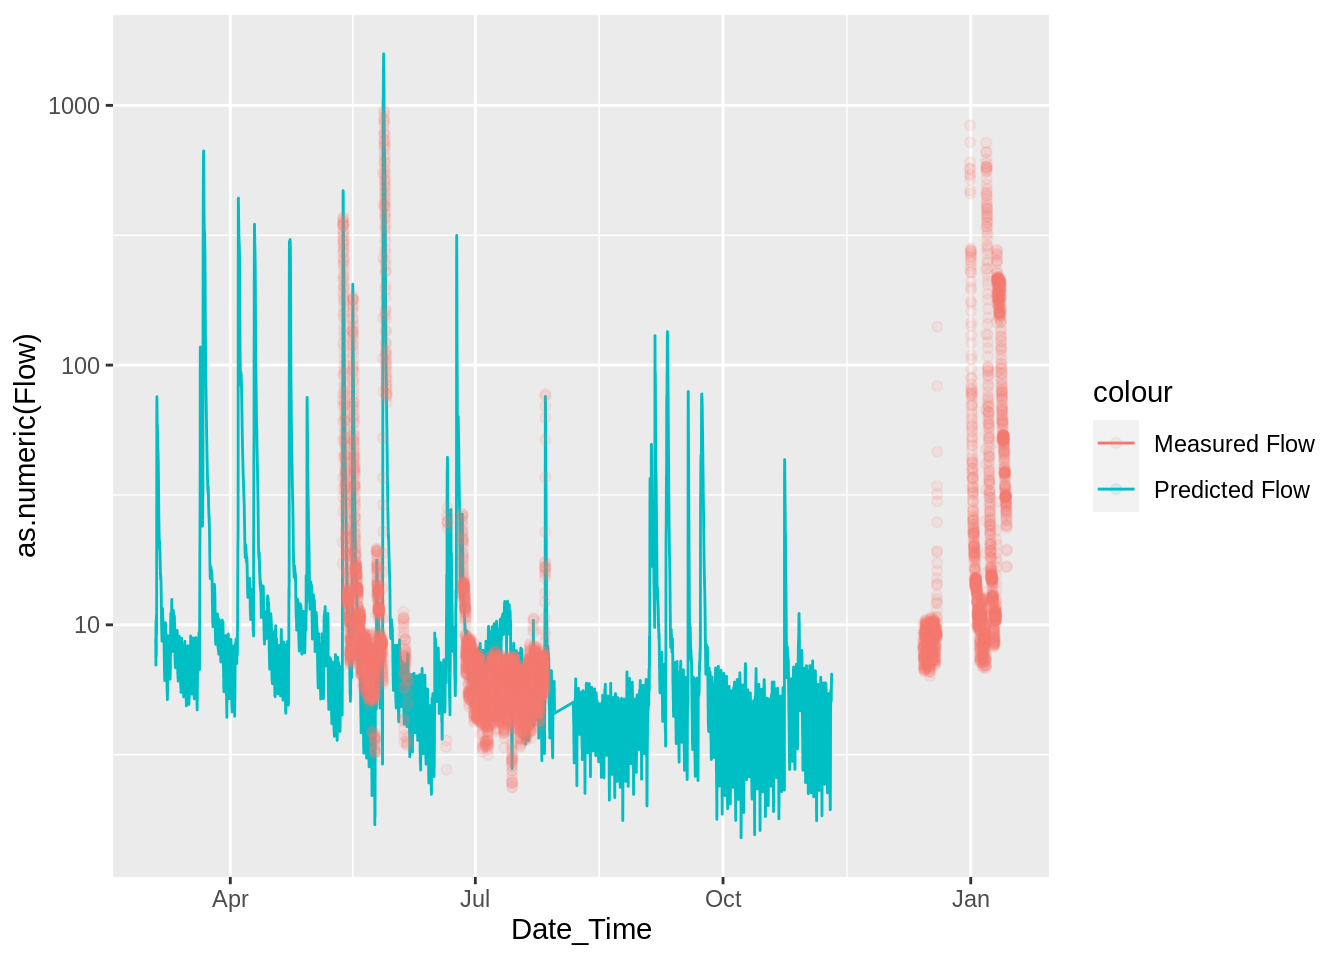 1000
100
10
as.numeric(Flow)
Apr
Jul
Oct
Jan
Date_Time
colour
Measured Flow
Predicted Flow